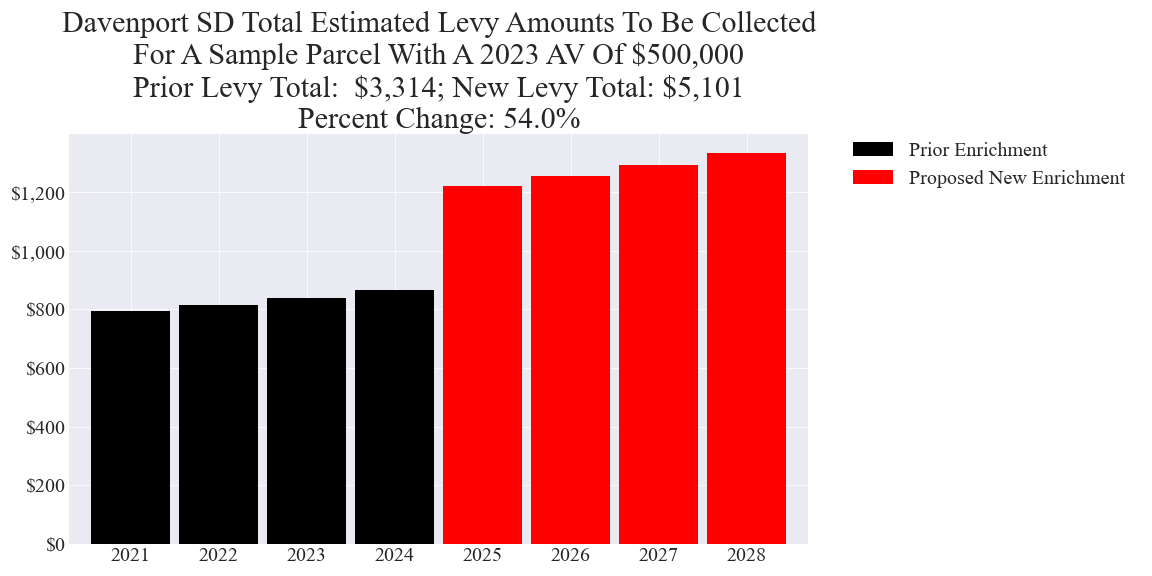 Davenport SD Total Estimated Levy Amounts To Be Collected
For A Sample Parcel With A 2023 AV Of $500,000
Prior Levy Total:  $3,314; New Levy Total: $5,101
Percent Change: 54.0%
Prior Enrichment
Proposed New Enrichment
$1,200
$1,000
$800
$600
$400
$200
$0
2021 2022 2023 2024 2025 2026 2027 2028